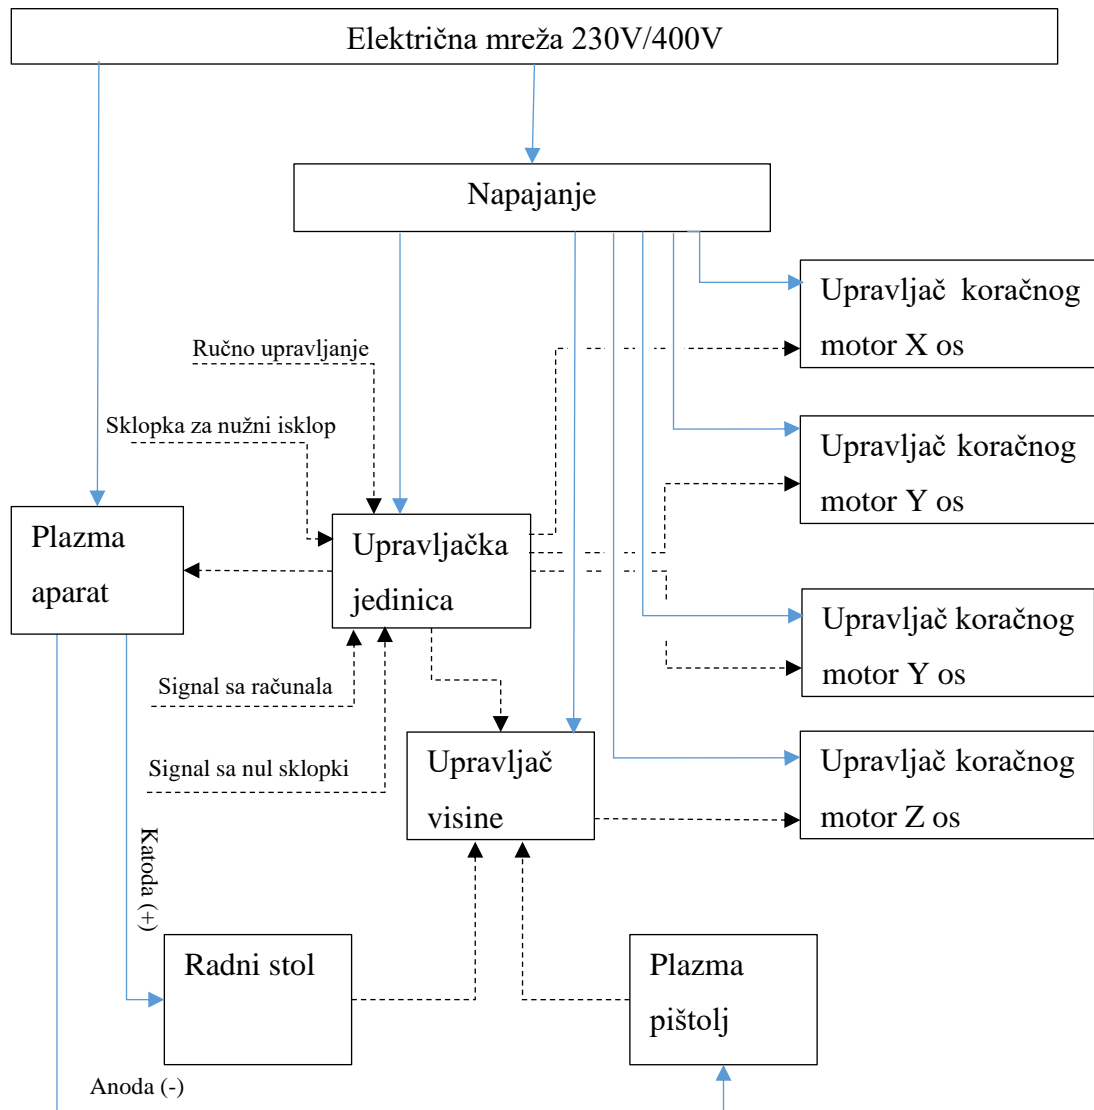 Električna mreža 230V/400V
Napajanje
Upravljač koračnog
motor X os
Ručno upravljanje
Sklopka za nužni isklop
Upravljač koračnog
motor Y os
Plazma
aparat
Upravljačka
jedinica
Upravljač koračnog
motor Y os
Signal sa računala
Signal sa nul sklopki
Upravljač
visine
Upravljač koračnog
motor Z os
Katoda (+)
Radni stol
Plazma
pištolj
Anoda (-)